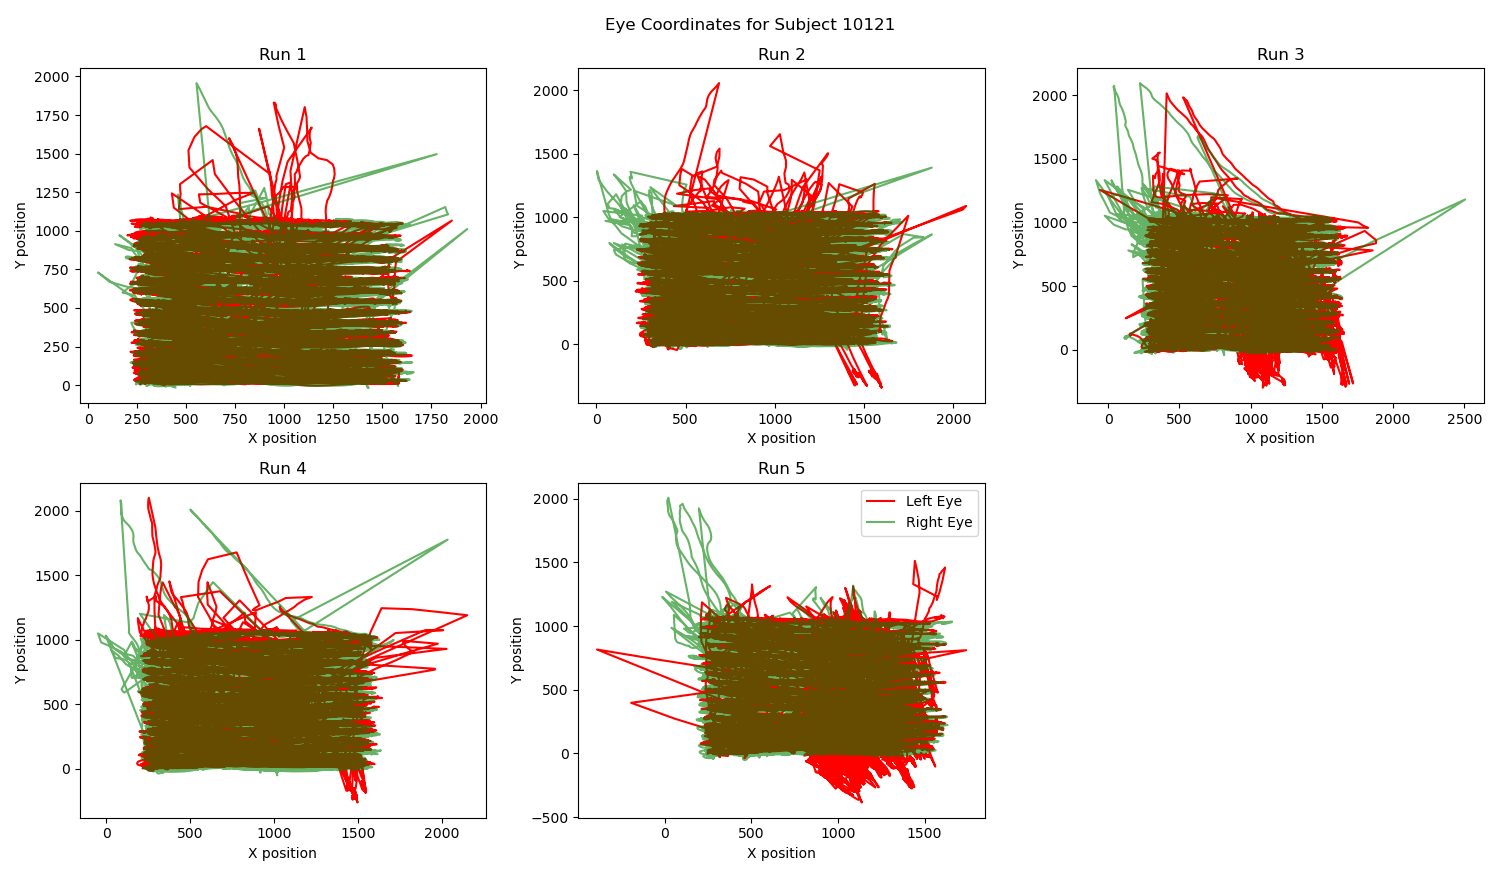 Eye Coordinates for Subject 10121
Run 1
2000
1750
1500
1250
1000
750
500
250
0
Y position
0 250 500 750 1000 1250 1500 1750 2000
X position
Run 2
2000
1500
1000
500
0
Y position
0 500 1000 1500 2000
X position
Run 3
2000
1500
1000
500
0
Y position
0 500 1000 1500 2000 2500
X position
Run 4
2000
1500
1000
500
0
Y position
0 500 1000 1500 2000
X position
Run 5
Left Eye
Right Eye
2000
1500
1000
500
0
−500
Y position
0 500 1000 1500
X position